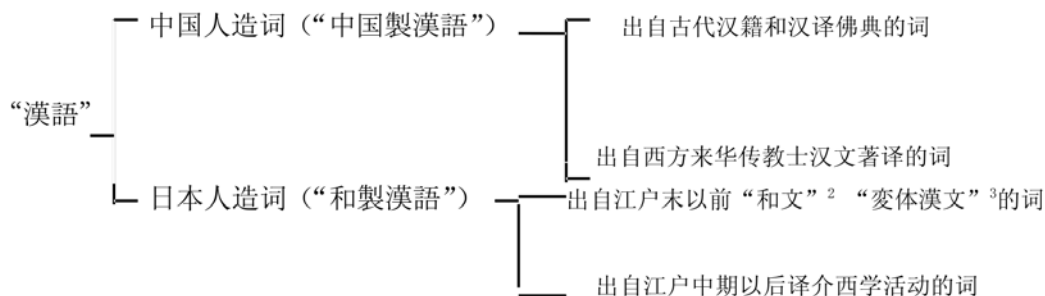 中国人造词（“中国製漢語”）
出自古代汉籍和汉译佛典的词
“漢語”
出自西方来华传教士汉文著译的词
日本人造词（“和製漢語”）
出自江户末以前“和文”² “变体漢文”³的词
出自江户中期以后译介西学活动的词